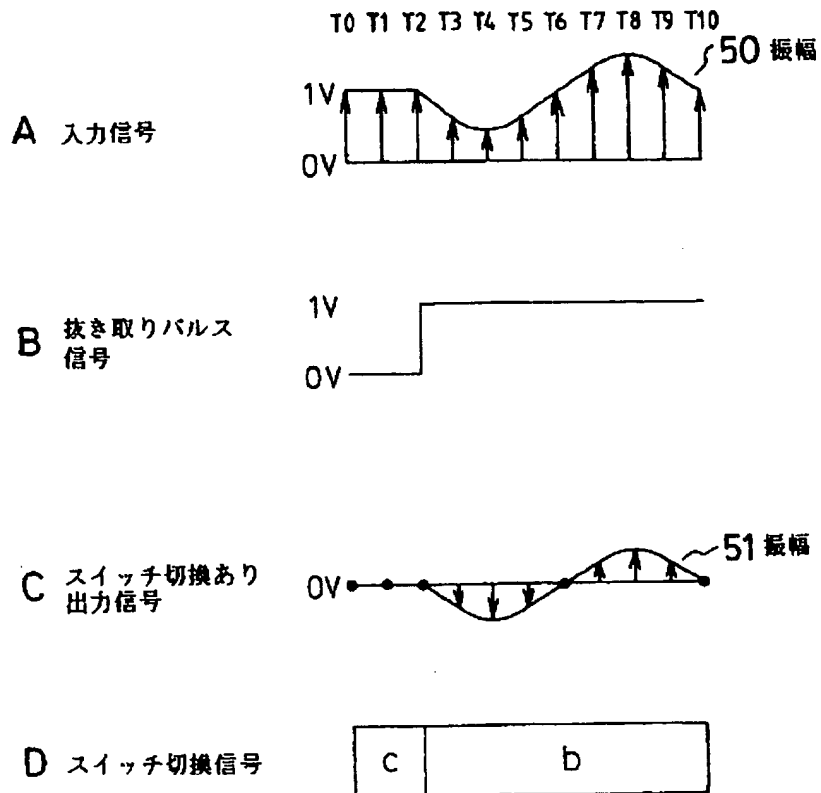 T0 T1 T2 T3 T4 T5 T6 T7 T8 T9 T10
50 振幅
1V
A 入力信号
0V
1V
B 抜き取りパルス
信号
0V
51 振幅
C スイッチ切換あり
出力信号
0V
D スイッチ切換信号
c
b